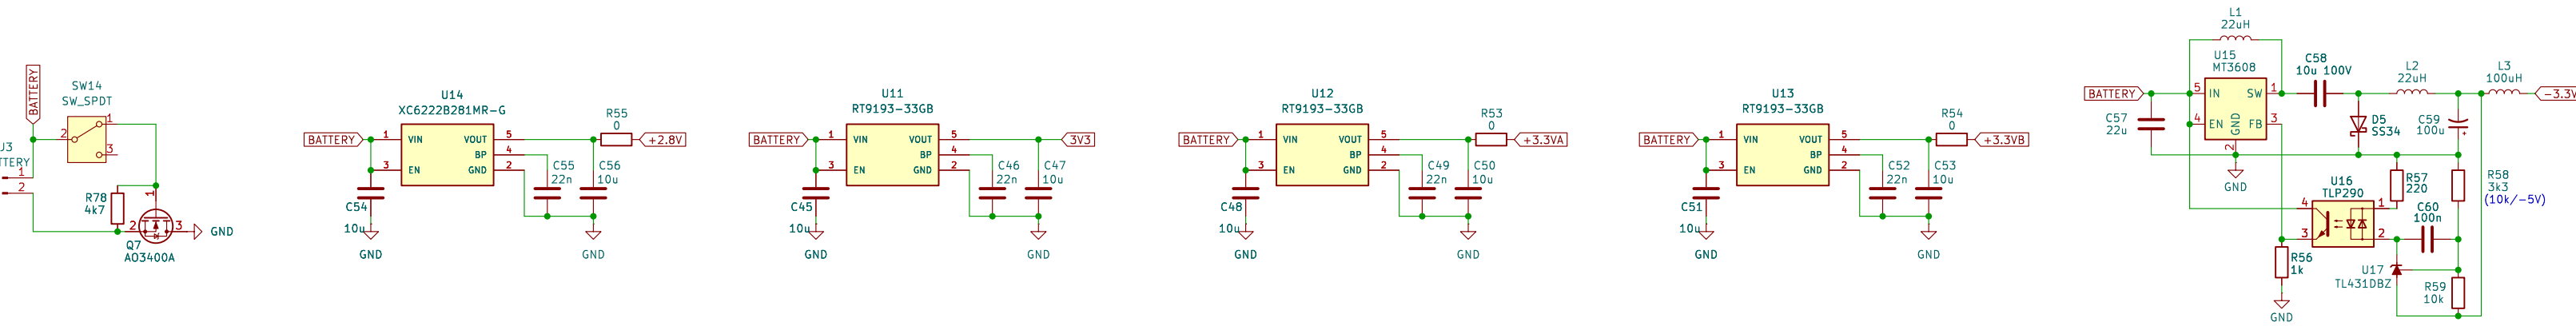 BATTERY
SW14
SW_SPDT
1
2
3
J3
TTERY
1
2
R78
4k7
1
2
3
GND
Q7
AO3400A
U14
XC6222B281MR-G
BATTERY
1 VIN VOUT 5
BP 4
3 EN GND 2
R55
0
+2.8V
C55
22n
C56
10u
C54
10u
GND
GND
U11
RT9193-33GB
BATTERY
1 VIN VOUT 5
BP 4
3 EN GND 2
3V3
C46
22n
C47
10u
C45
10u
GND
GND
U12
RT9193-33GB
BATTERY
1 VIN VOUT 5
BP 4
3 EN GND 2
R53
0
+3.3VA
C49
22n
C50
10u
C48
10u
GND
GND
U13
RT9193-33GB
BATTERY
1 VIN VOUT 5
BP 4
3 EN GND 2
R54
0
+3.3VB
C52
22n
C53
10u
C51
10u
GND
GND
L1
22uH
U15
MT3608
BATTERY
5 IN SW 1
4 EN FB 3
GND
2
GND
C57
22u
C58
10u 100V
D5
SS34
L2
22uH
C59
100u
+
L3
100uH
-3.3V
U16
TLP290
4
3
1
2
R57
220
R58
3k3
(10k/-5V)
C60
100n
R56
1k
GND
U17
TL431DBZ
R59
10k